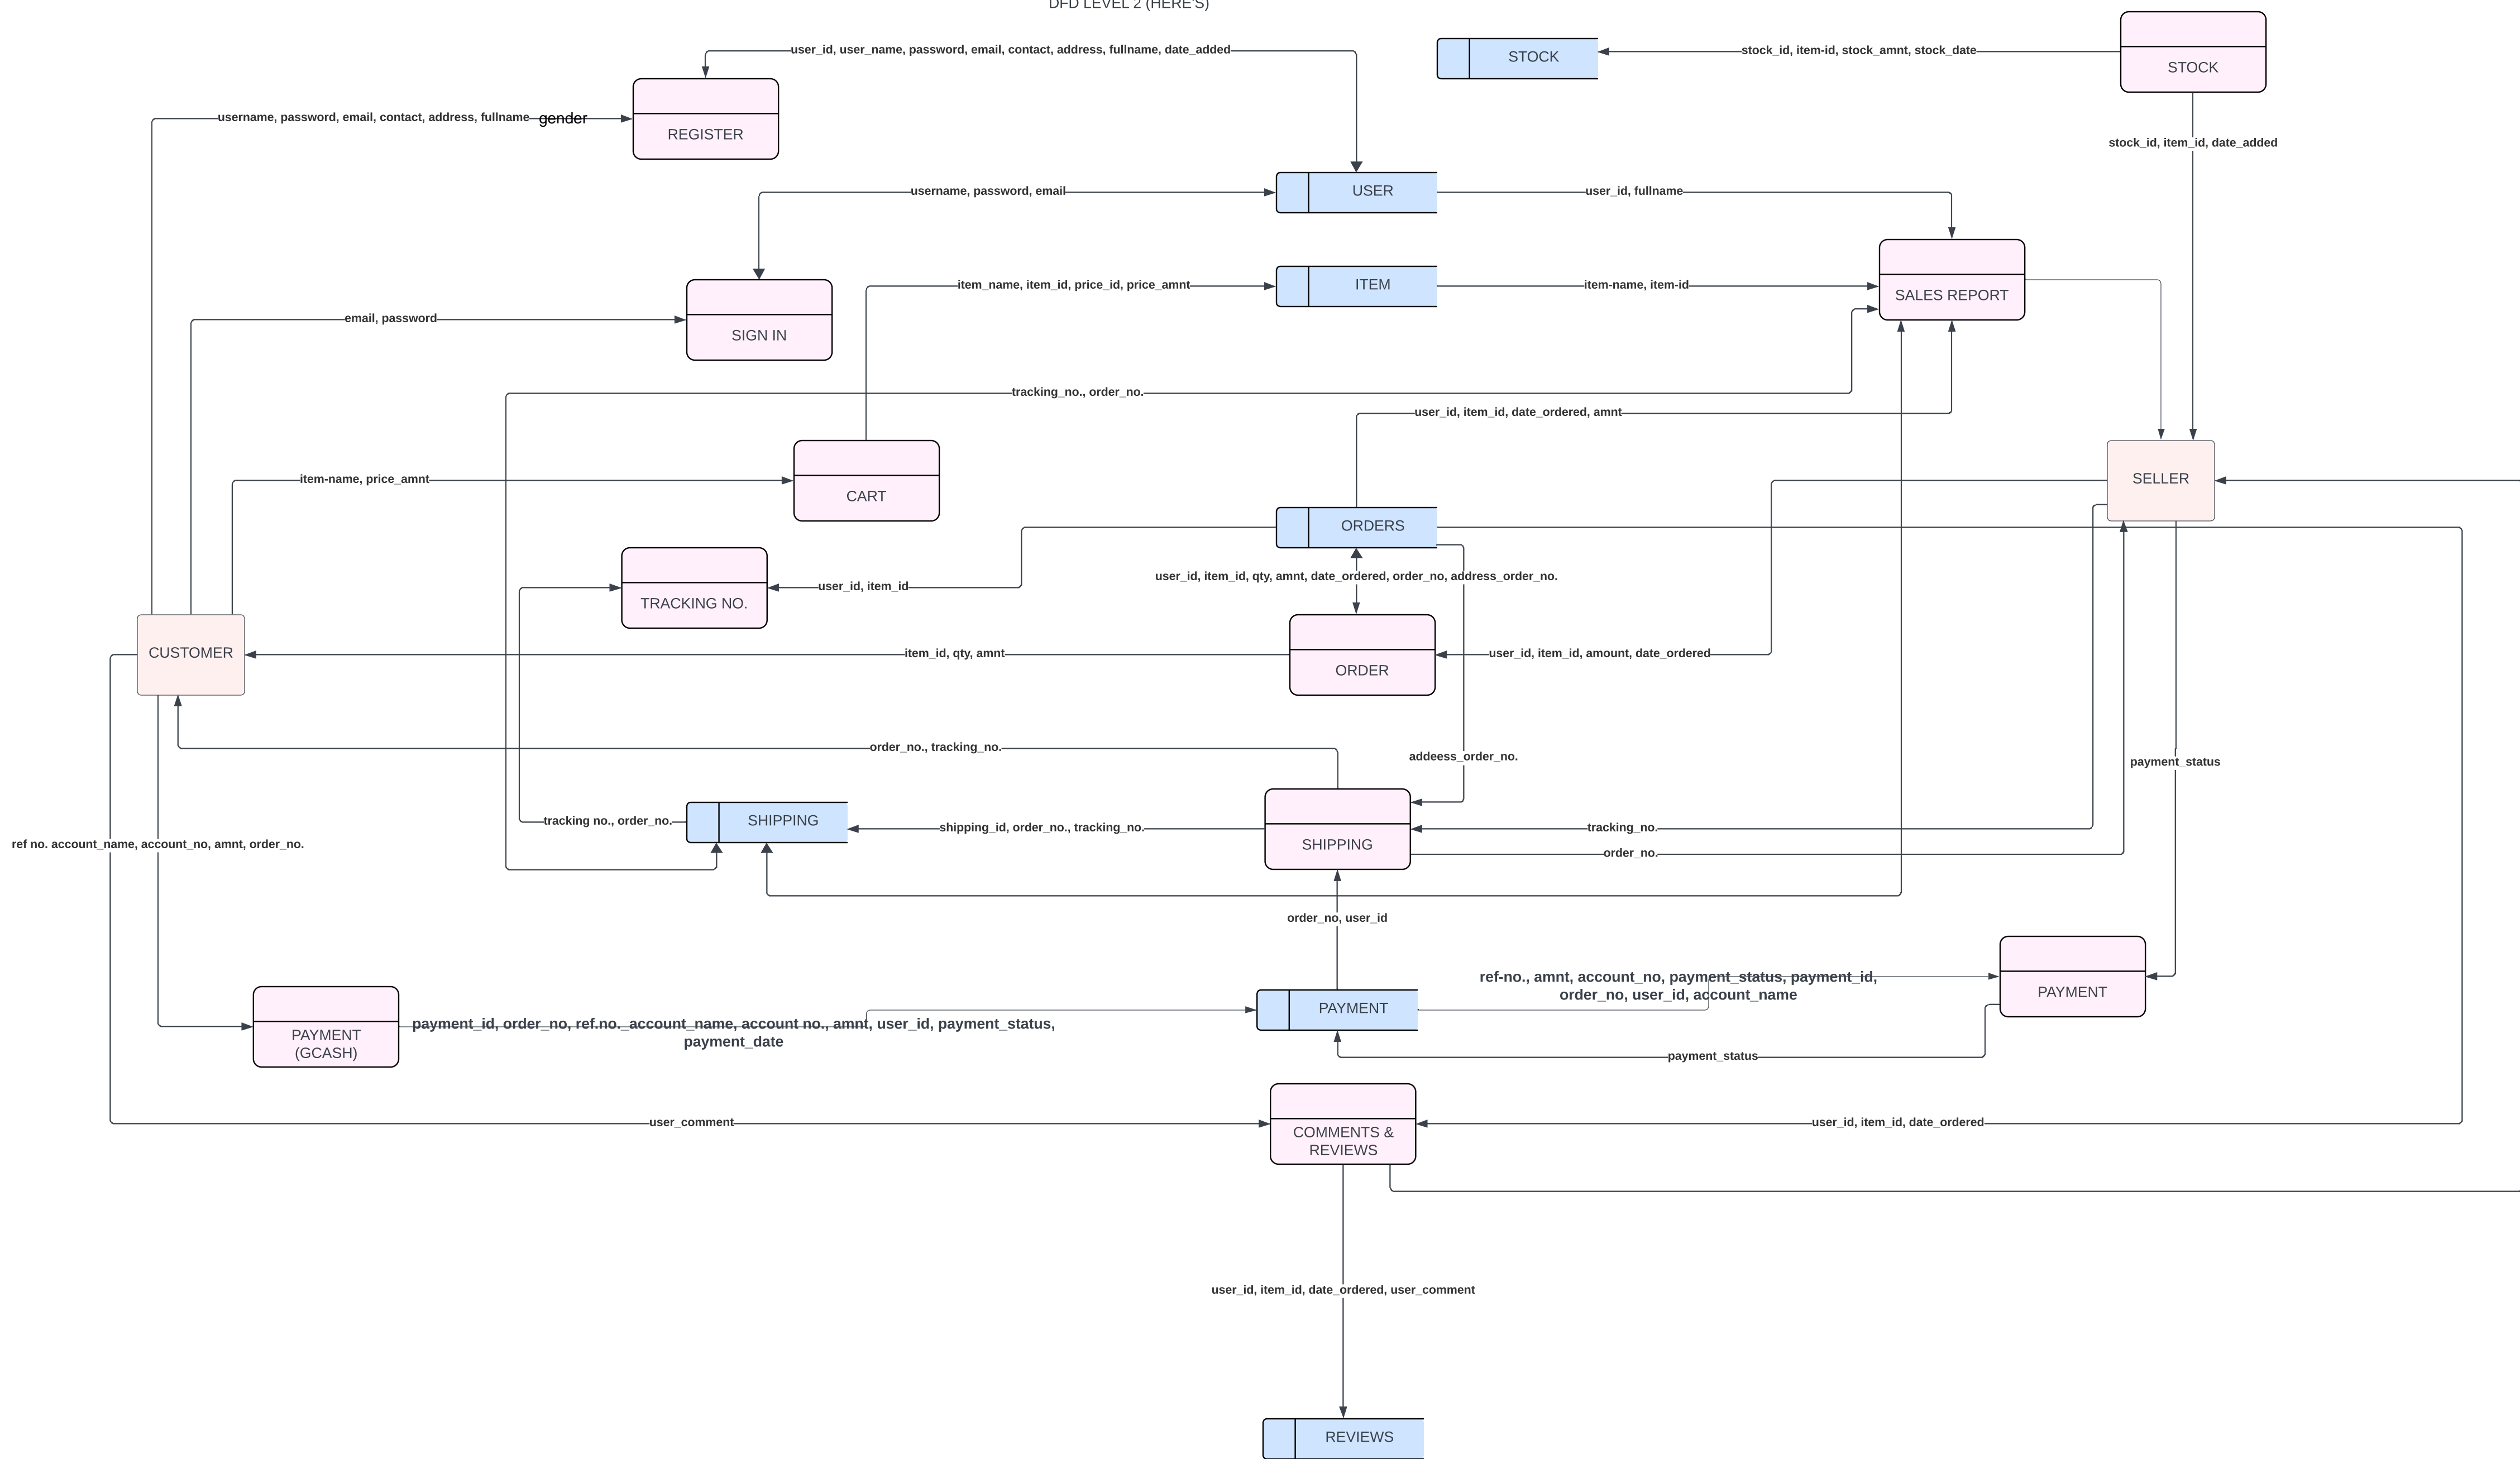 DFD LEVEL 2 (HERE'S)
user_id, user_name, password, email, contact, address, fullname, date_added
STOCK
stock_id, item-id, stock_amnt, stock_date
STOCK
username, password, email, contact, address, fullname
gender
REGISTER
stock_id, item_id, date_added
username, password, email
USER
user_id, fullname
item_name, item_id, price_id, price_amnt
ITEM
item-name, item-id
SALES REPORT
email, password
SIGN IN
tracking_no., order_no.
user_id, item_id, date_ordered, amnt
item-name, price_amnt
CART
SELLER
ORDERS
user_id, item_id, qty, amnt, date_ordered, order_no, address_order_no.
user_id, item_id
TRACKING NO.
CUSTOMER
item_id, qty, amnt
ORDER
user_id, item_id, amount, date_ordered
order_no., tracking_no.
addeess_order_no.
payment_status
tracking no., order_no.
SHIPPING
shipping_id, order_no., tracking_no.
SHIPPING
tracking_no.
order_no.
ref no. account_name, account_no, amnt, order_no.
order_no, user_id
ref-no., amnt, account_no, payment_status, payment_id,
order_no, user_id, account_name
PAYMENT
PAYMENT
PAYMENT
(GCASH)
payment_id, order_no, ref.no._account_name, account no., amnt, user_id, payment_status,
payment_date
payment_status
user_comment
COMMENTS &
REVIEWS
user_id, item_id, date_ordered
user_id, item_id, date_ordered, user_comment
REVIEWS